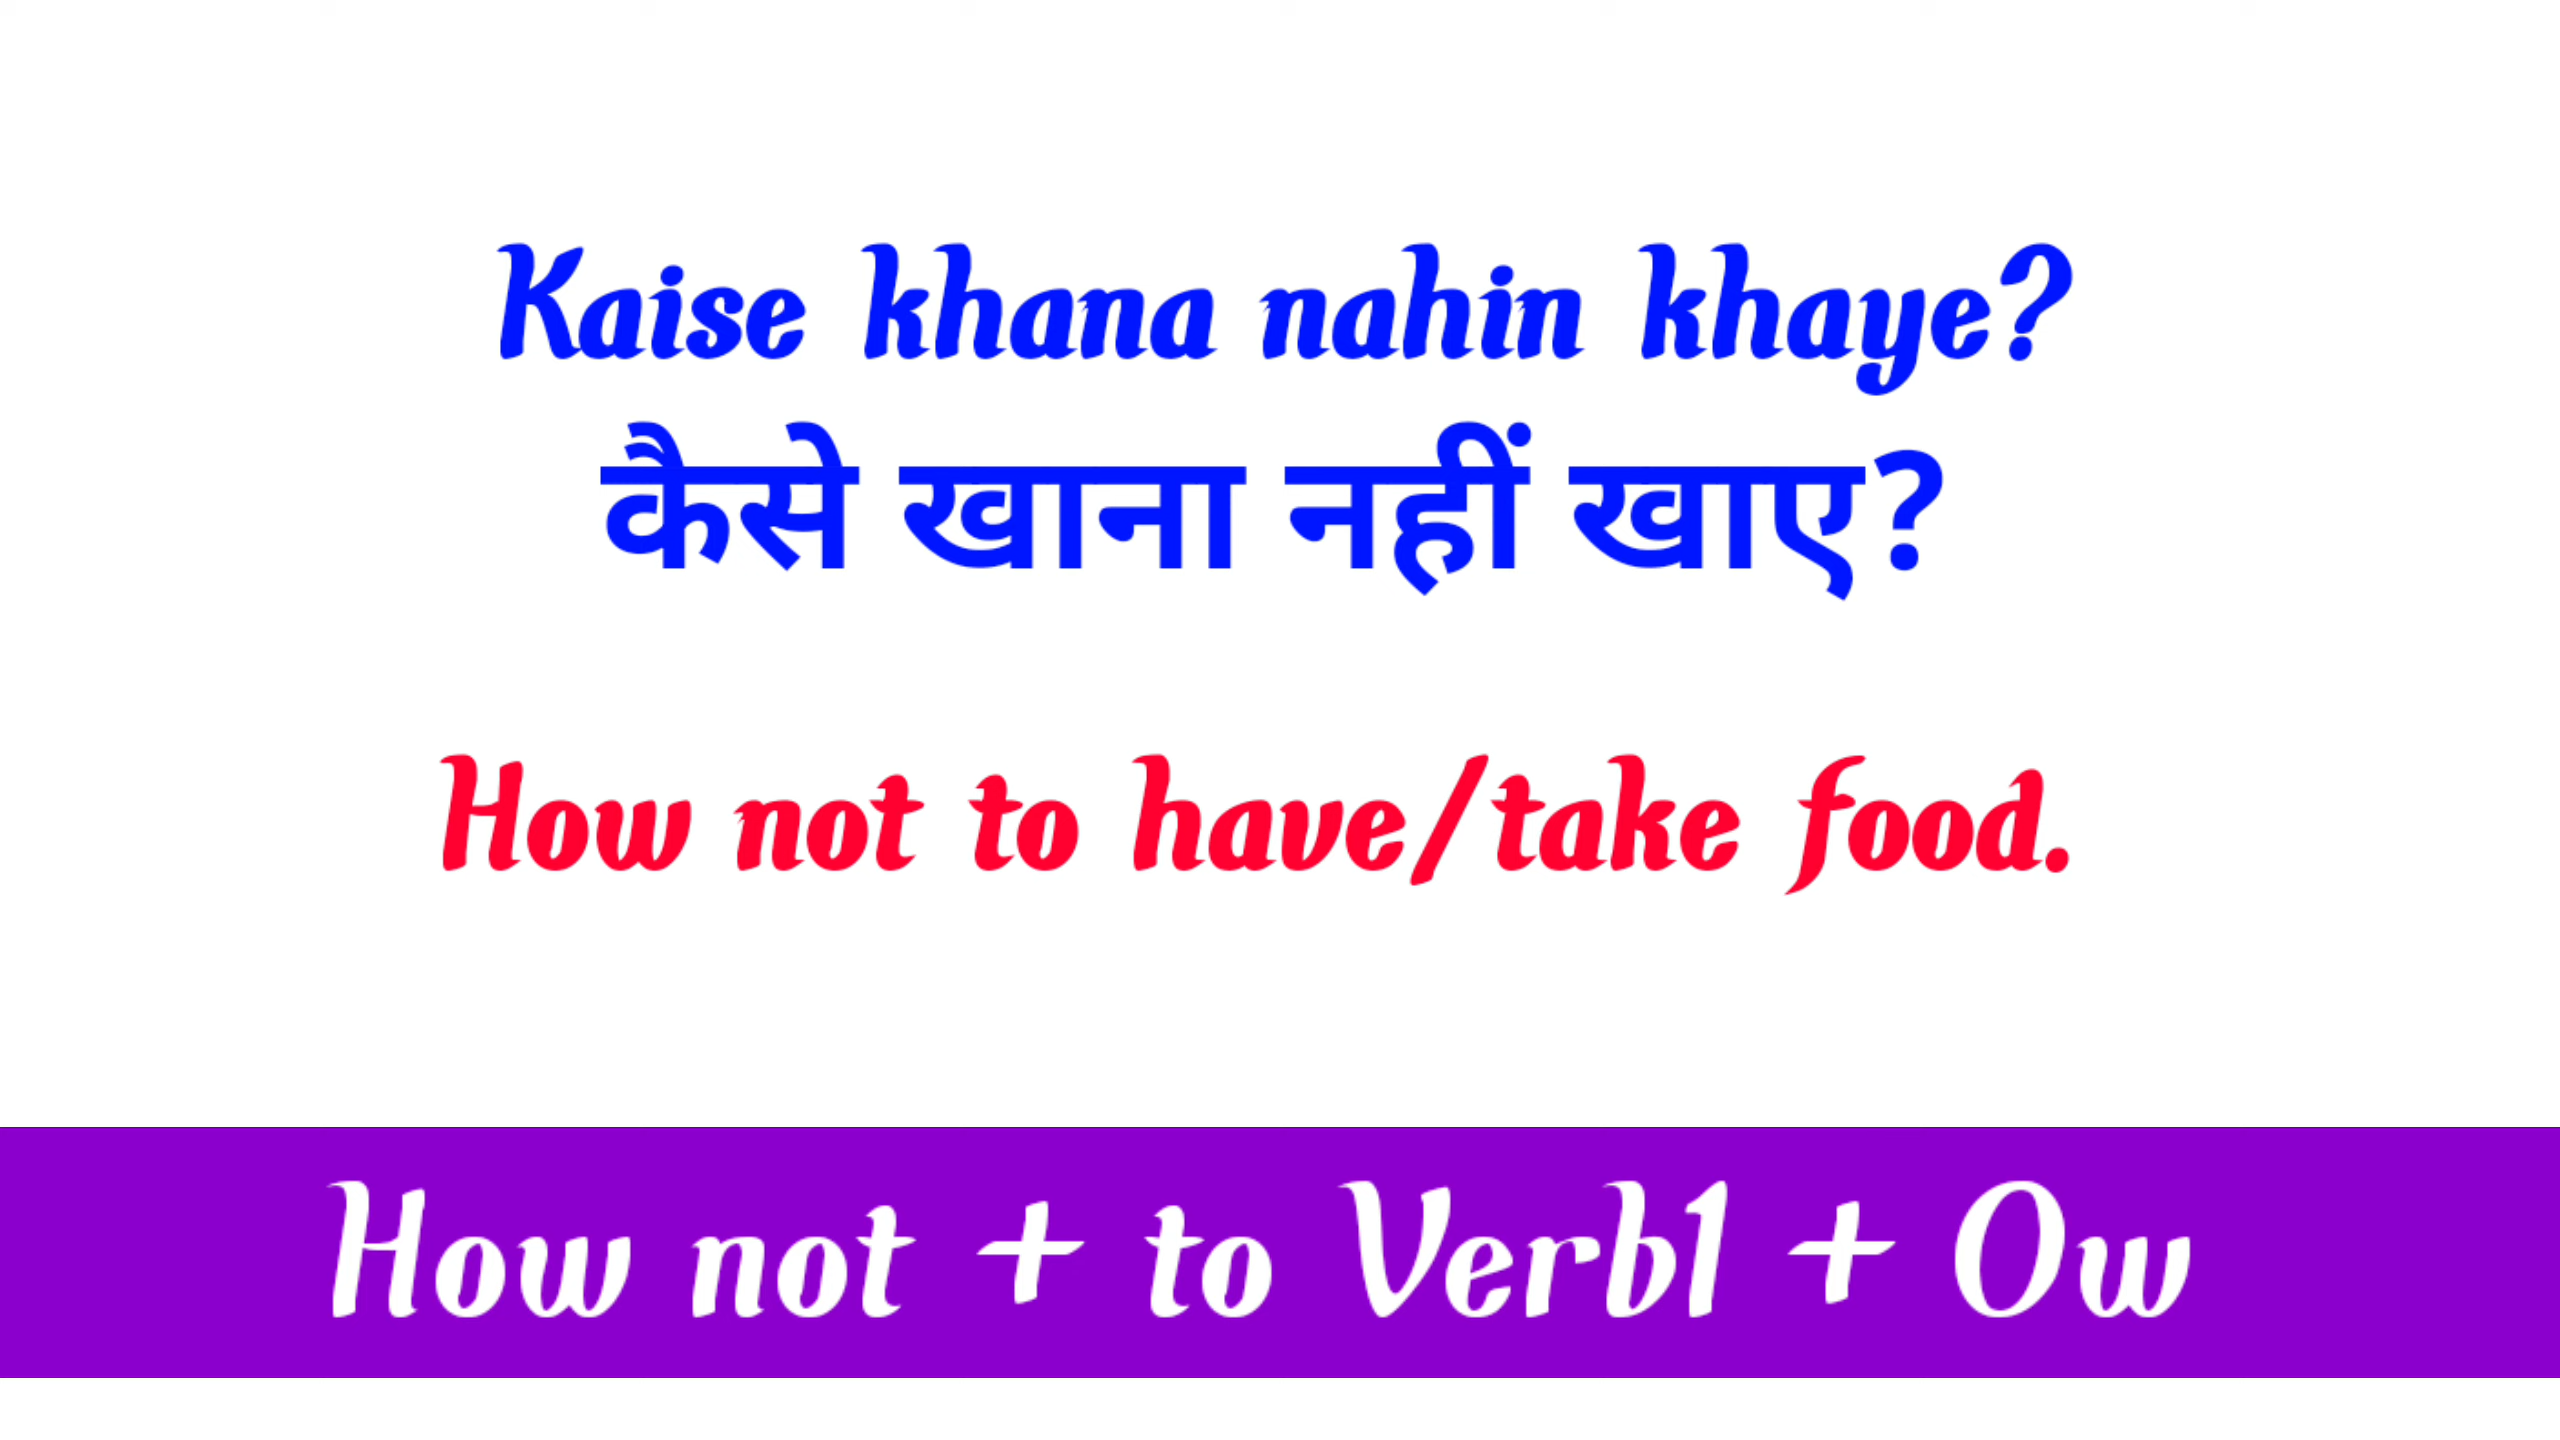 Kaise khana nahin khaye?
कैसे खाना नहीं खाए?
How not to have/take food.
How not + to Verb1 + Ow